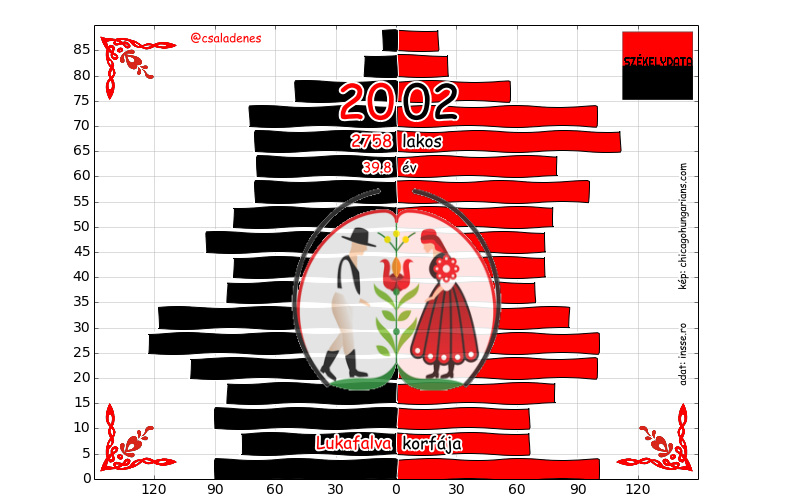 @csaladenes
SZÉKELYDATA
2002
2758 lakos
39.8 év
kép: chicagohungarians.com
adat: insse.ro
Lukafalva korfája
85
80
75
70
65
60
55
50
45
40
35
30
25
20
15
10
5
0
120 90 60 30 0 30 60 90 120